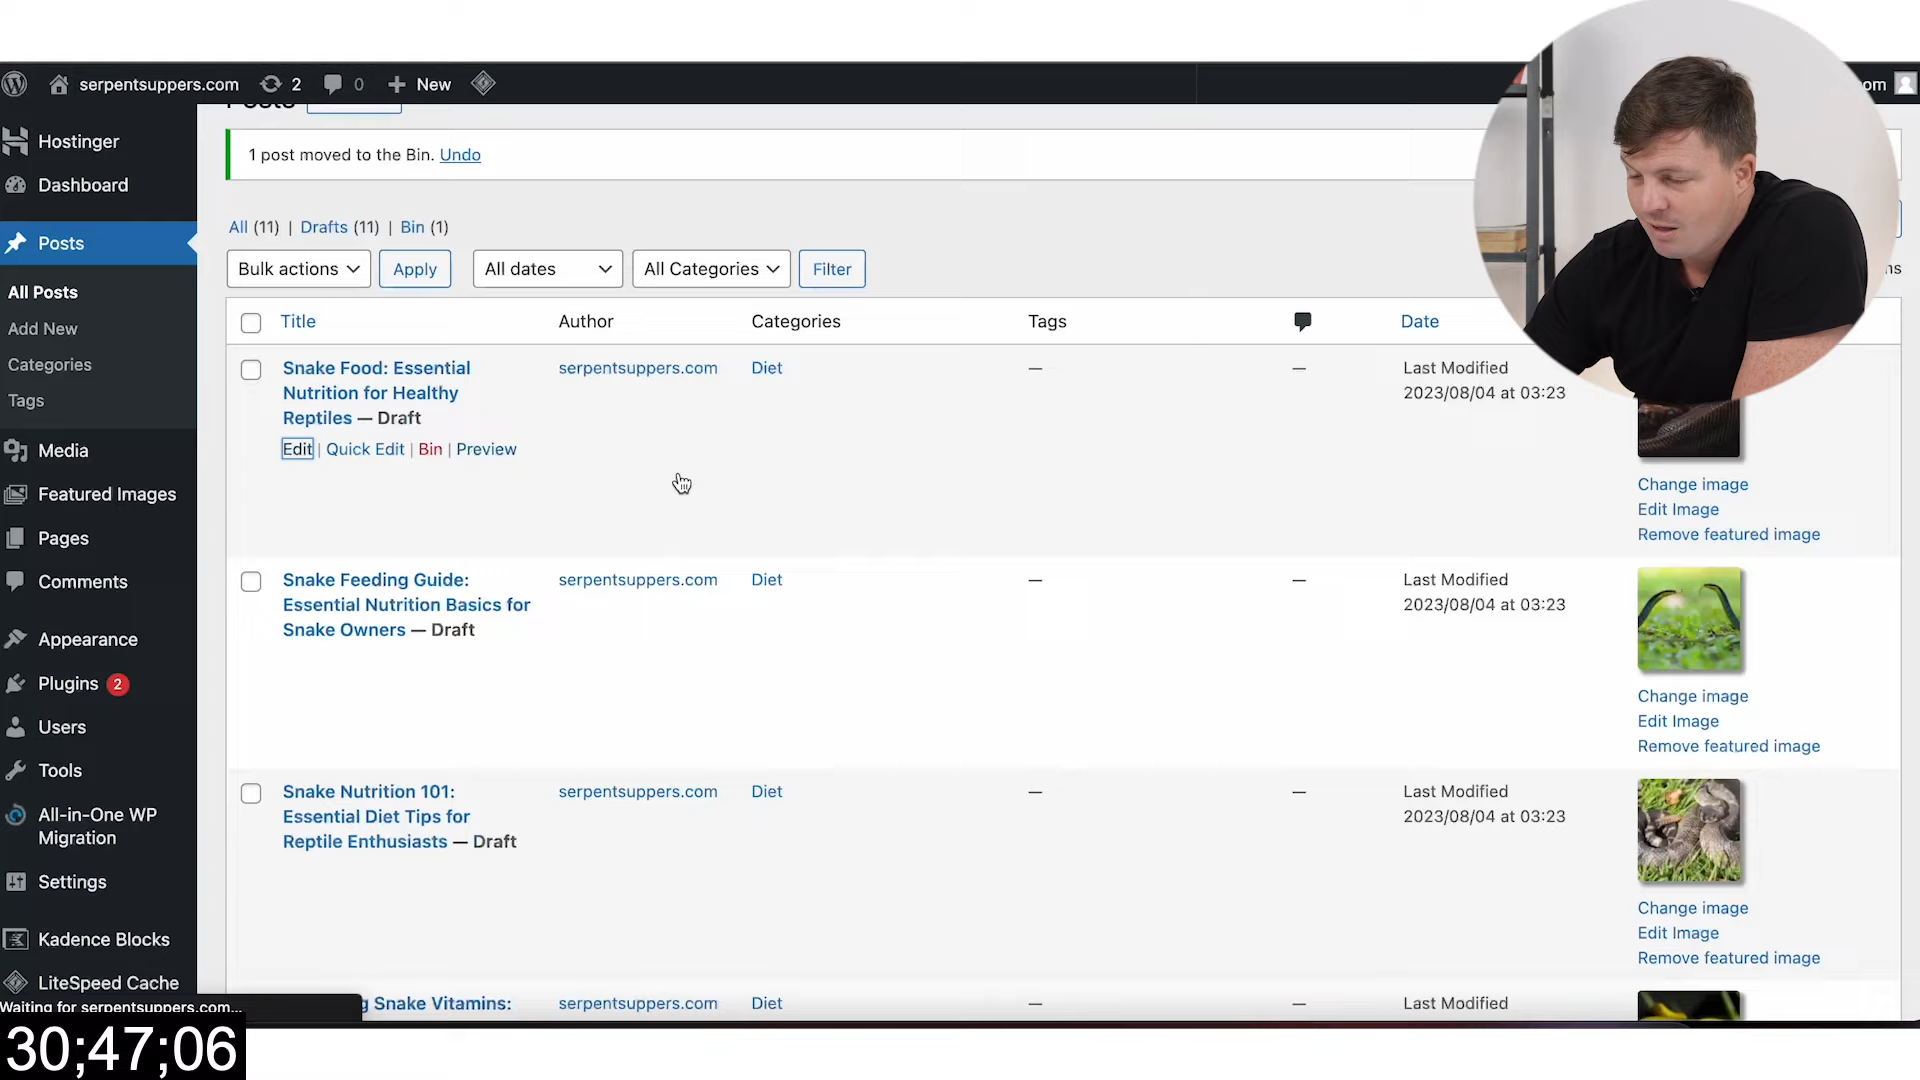 serpentsuppers.com 2 0 New om
Posts
Hostinger
Dashboard
Posts
All Posts
Add New
Categories
Tags
Media
Featured Images
Pages
Comments
Appearance
Plugins 2
Users
Tools
All-in-One WP
Migration
Settings
Kadence Blocks
LiteSpeed Cache
Waiting for serpentsuppers.com...
30;47;06
1 post moved to the Bin. Undo
All (11) | Drafts (11) | Bin (1)
Bulk actions Apply All dates All Categories Filter
ns
Title Author Categories Tags Date
Snake Food: Essential
Nutrition for Healthy
Reptiles — Draft
Edit | Quick Edit | Bin | Preview
serpentsuppers.com Diet — —
Last Modified
2023/08/04 at 03:23
Change image
Edit Image
Remove featured image
Snake Feeding Guide:
Essential Nutrition Basics for
Snake Owners — Draft
serpentsuppers.com Diet — —
Last Modified
2023/08/04 at 03:23
Change image
Edit Image
Remove featured image
Snake Nutrition 101:
Essential Diet Tips for
Reptile Enthusiasts — Draft
serpentsuppers.com Diet — —
Last Modified
2023/08/04 at 03:23
Change image
Edit Image
Remove featured image
g Snake Vitamins:
serpentsuppers.com Diet — —
Last Modified